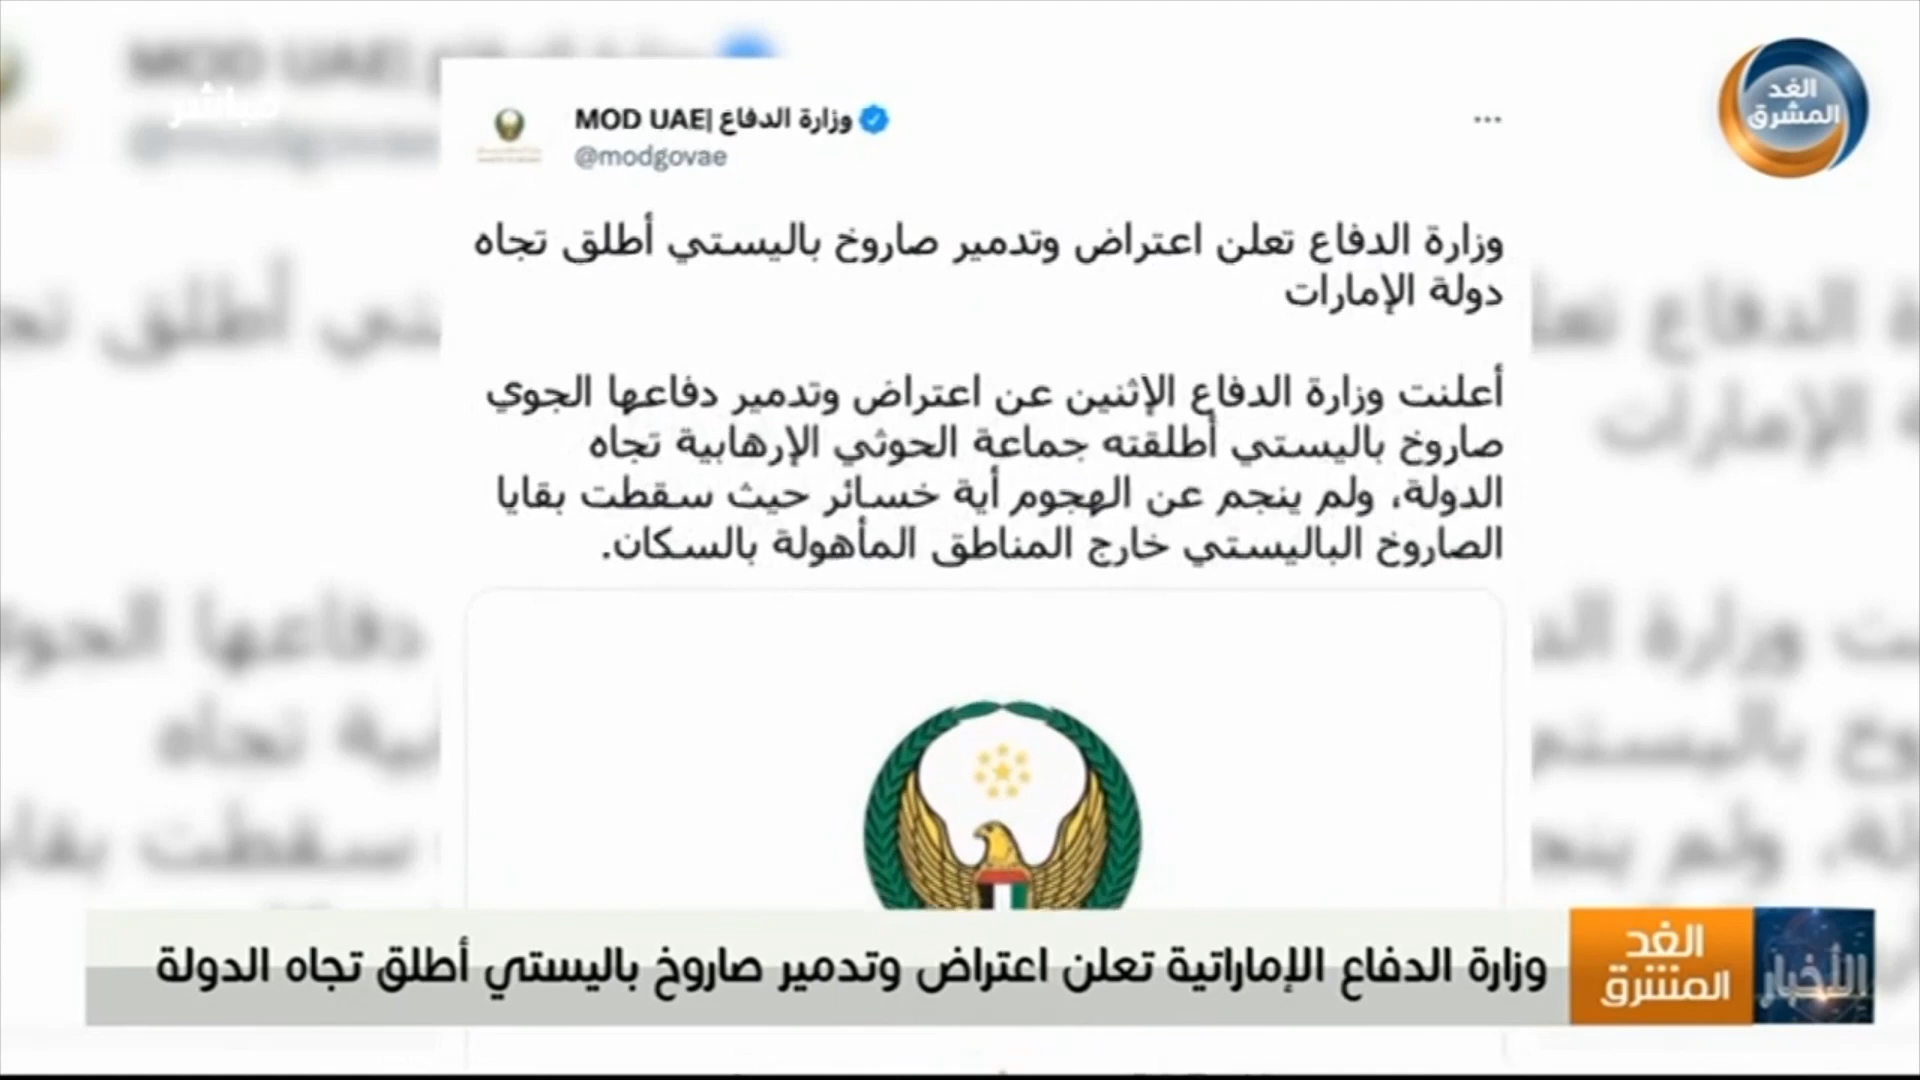 مباشر
الغد
المشرق
MOD UAE| وزارة الدفاع
@modgovae
وزارة الدفاع تعلن اعتراض وتدمير صاروخ باليستي أطلق تجاه
دولة الإمارات
أعلنت وزارة الدفاع الإثنين عن اعتراض وتدمير دفاعها الجوي
صاروخ باليستي أطلقته جماعة الحوثي الإرهابية تجاه
الدولة، ولم ينجم عن الهجوم أية خسائر حيث سقطت بقايا
الصاروخ الباليستي خارج المناطق المأهولة بالسكان.
الأخبار
الغد
المشرق
وزارة الدفاع الإماراتية تعلن اعتراض وتدمير صاروخ باليستي أطلق تجاه الدولة